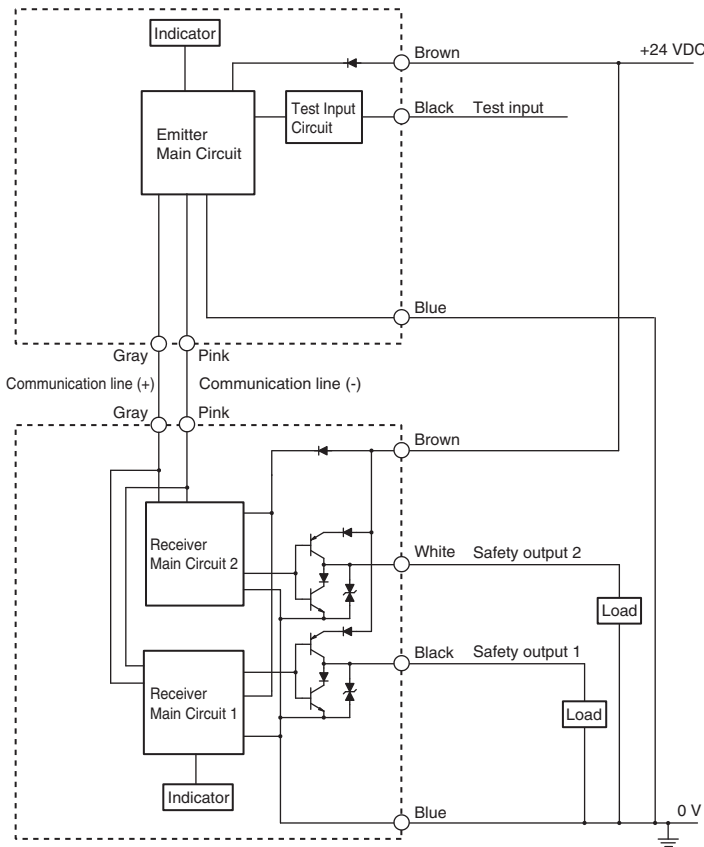 Indicator
Brown
+24 VDC
Emitter
Main Circuit
Test Input
Circuit
Black Test input
Blue
Gray Pink
Communication line (+) Communication line (-)
Gray Pink
Brown
Receiver
Main Circuit 2
White Safety output 2
Load
Black Safety output 1
Receiver
Main Circuit 1
Load
Indicator
Blue
0 V